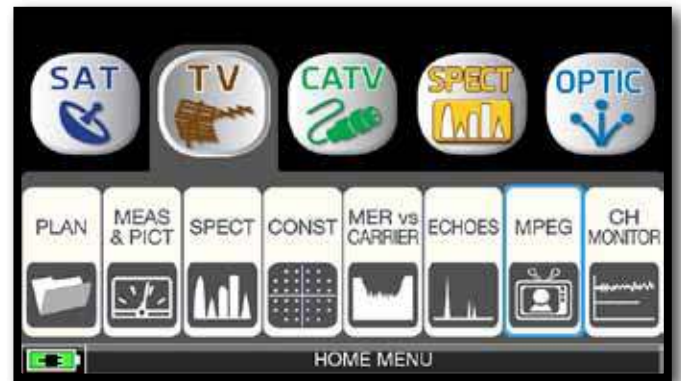 SAT TV CATV SPECT OPTIC
PLAN
MEAS
& PICT
SPECT
CONST
MER vs
CARRIER
ECHOES
MPEG
CH
MONITOR
HOME MENU